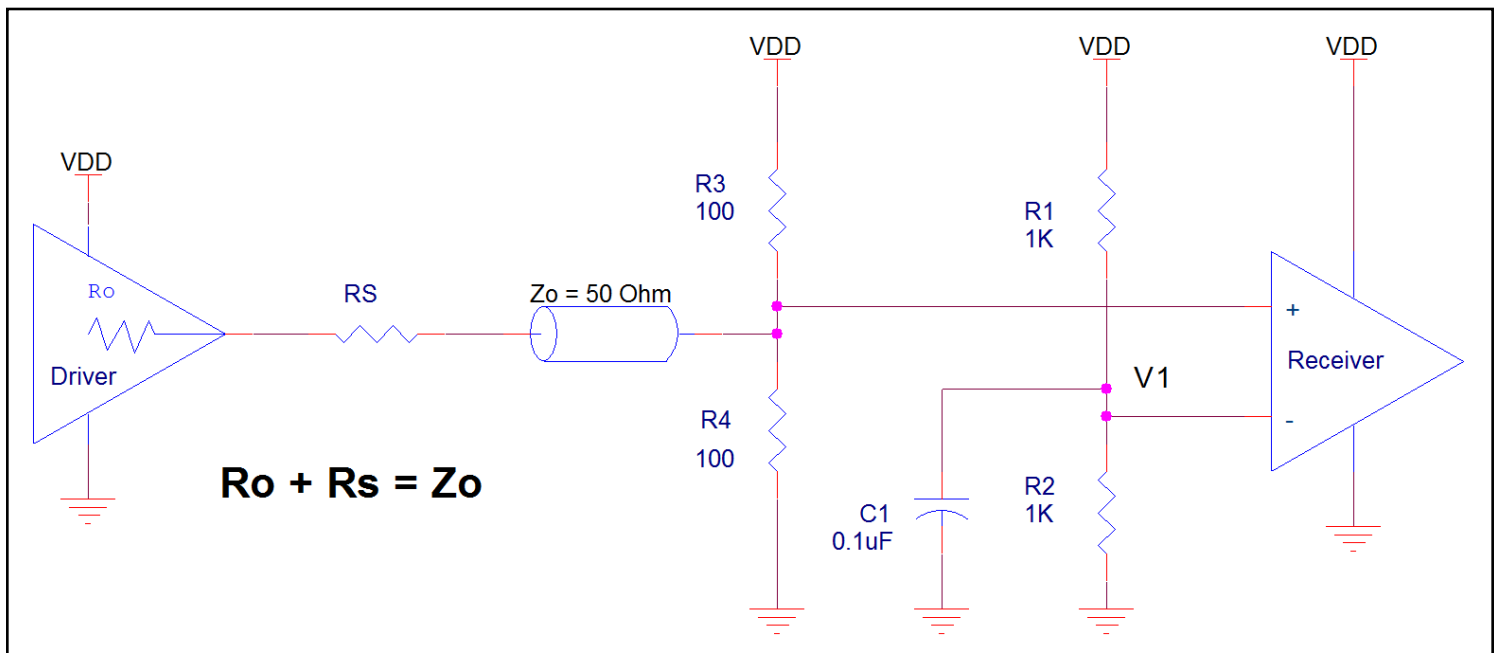 VDD
VDD
VDD
VDD
R3
100
R1
1K
Ro
RS
Zo = 50 Ohm
+
Driver
Receiver
V1
R4
100
-
Ro + Rs = Zo
C1
0.1uF
R2
1K